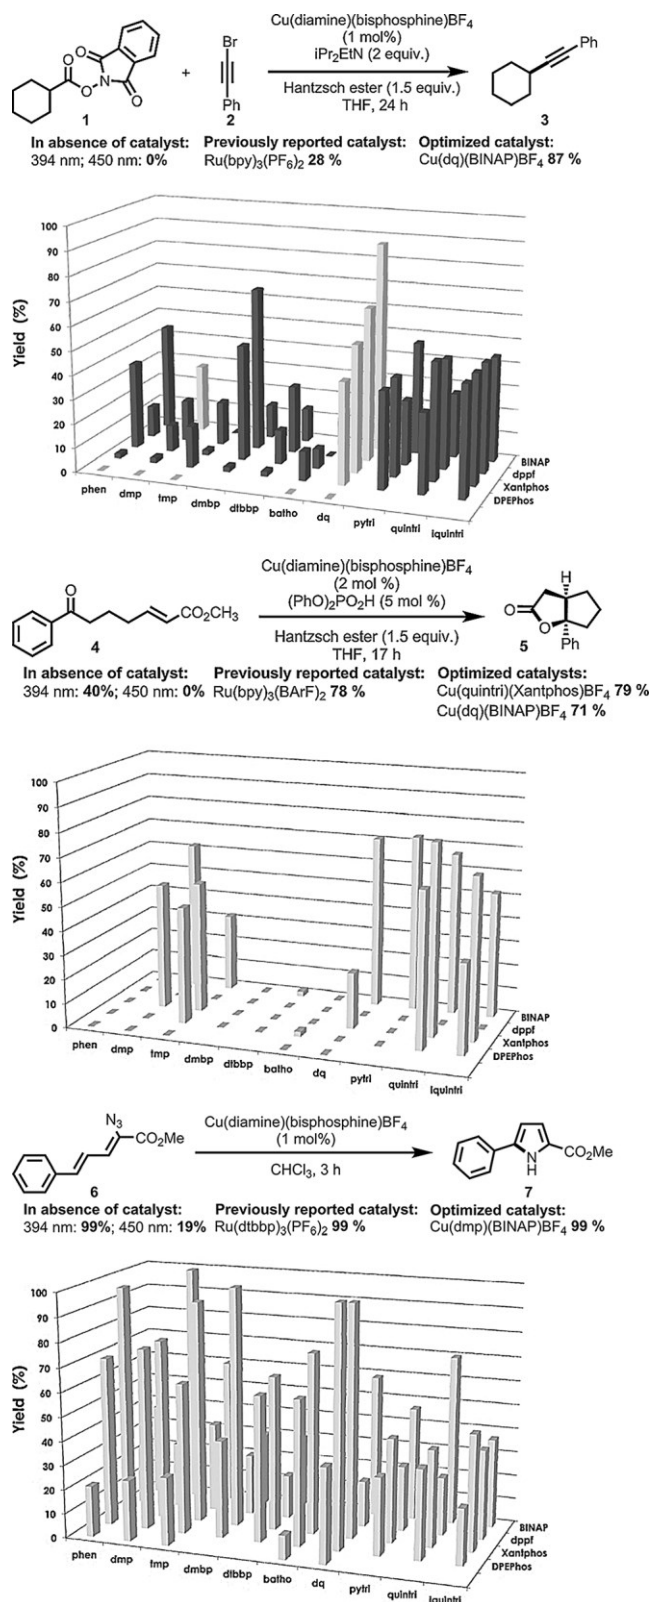 Br
Cu(diamine)(bisphosphine)BF4
(1 mol%)
iPr2EtN (2 equiv.)
Hantzsch ester (1.5 equiv.)
THF, 24 h
O
O
N
O
O
+
Ph
Ph
1
2
3
In absence of catalyst:
394 nm; 450 nm: 0%
Previously reported catalyst:
Ru(bpy)3(PF6)2 28 %
Optimized catalyst:
Cu(dq)(BINAP)BF4 87 %
Yield (%)
100
90
80
70
60
50
40
30
20
10
0
phen
dmp
tmp
dmbp
dtbbp
batho
dq
pytri
quintri
iquintri
BINAP
dppf
Xantphos
DPEPhos
Cu(diamine)(bisphosphine)BF4
(2 mol %)
(PhO)2PO2H (5 mol %)
Hantzsch ester (1.5 equiv.)
THF, 17 h
O
CO2CH3
H
O
O
Ph
4
5
In absence of catalyst:
394 nm: 40%; 450 nm: 0%
Previously reported catalyst:
Ru(bpy)3(BArF)2 78 %
Optimized catalysts:
Cu(quintri)(Xantphos)BF4 79 %
Cu(dq)(BINAP)BF4 71 %
Yield (%)
100
90
80
70
60
50
40
30
20
10
0
phen
dmp
tmp
dmbp
dtbbp
batho
dq
pytri
quintri
iquintri
BINAP
dppf
Xantphos
DPEPhos
Cu(diamine)(bisphosphine)BF4
(1 mol%)
CHCl3, 3 h
N3
CO2Me
N
H
CO2Me
6
7
In absence of catalyst:
394 nm: 99%; 450 nm: 19%
Previously reported catalyst:
Ru(dtbbp)3(PF6)2 99 %
Optimized catalyst:
Cu(dmp)(BINAP)BF4 99 %
Yield (%)
100
90
80
70
60
50
40
30
20
10
0
phen
dmp
tmp
dmbp
dtbbp
batho
dq
pytri
quintri
iquintri
BINAP
dppf
Xantphos
DPEPhos